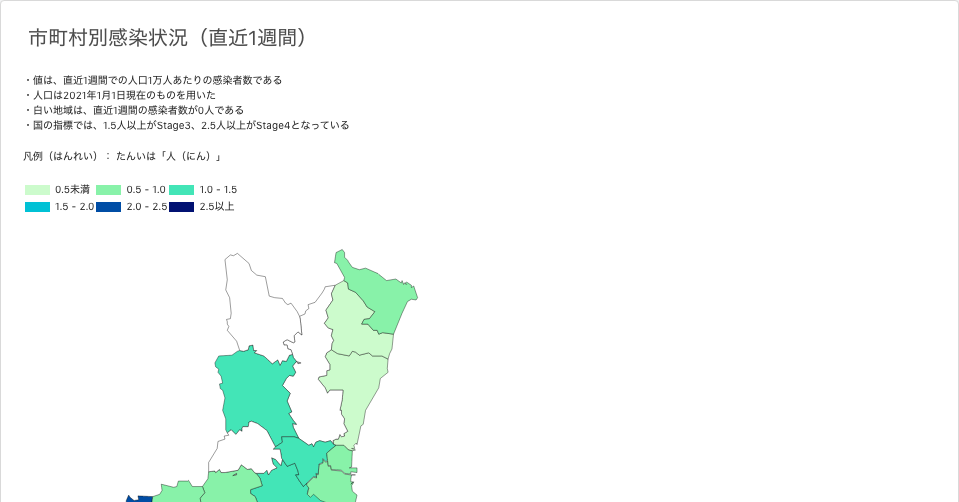 市町村別感染状況（直近1週間）
・値は、直近1週間での人口1万人あたりの感染者数である
・人口は2021年1月1日現在のものを用いた
・白い地域は、直近1週間の感染者数が0人である
・国の指標では、1.5人以上がStage3、2.5人以上がStage4となっている
凡例（はんれい）： たんいは「人（にん）」
0.5未満 0.5 - 1.0 1.0 - 1.5
1.5 - 2.0 2.0 - 2.5 2.5以上